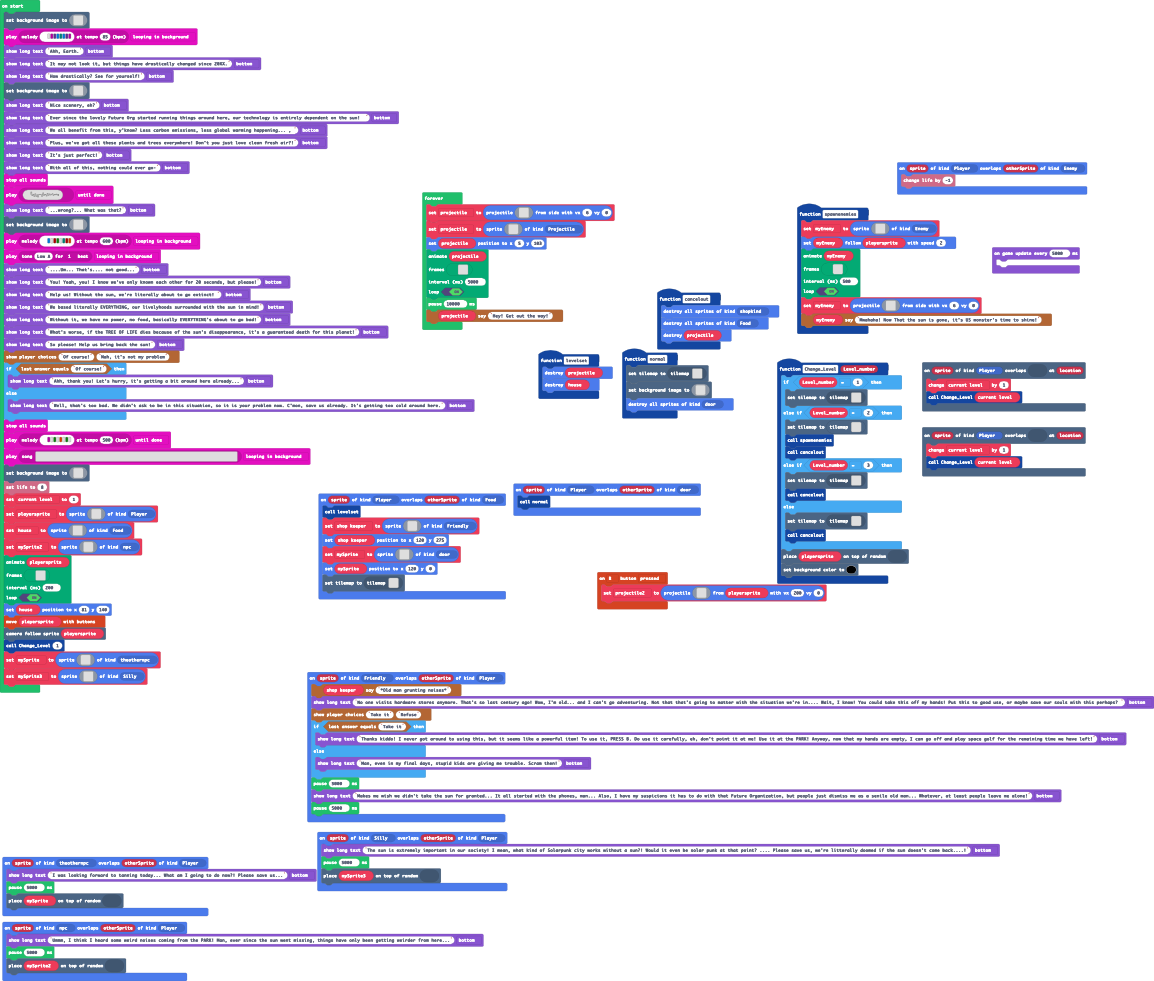 on start
set background image to
play melody at tempo 85 (bpm) looping in background
show long text Ahh, Earth. bottom
show long text It may not look it, but things have drastically changed since 20XX. bottom
show long text How drastically? See for yourself! bottom
set background image to
show long text Nice scenery, eh? bottom
show long text Ever since the lovely Futuro Org started running things around here, our technology is entirely dependent on the sun! bottom
show long text We all benefit from this, y'know? Less carbon emissions, less global warming happening... , bottom
show long text Plus, we've got all these plants and trees everywhere! Don't you just love clean fresh air?! bottom
show long text It's just perfect! bottom
show long text With all of this, nothing could ever go- bottom
stop all sounds
play until done
show long text ...wrong?... What was that? bottom
set background image to
play melody at tempo 600 (bpm) looping in background
play tone Low A for 1 beat looping in background
show long text ....Um... That's.... not good... bottom
show long text You! Yeah, you! I know we've only known each other for 20 seconds, but please! bottom
show long text Help us! Without the sun, we're literally about to go extinct! bottom
show long text We based literally EVERYTHING, our livelyhoods surrounded with the sun in mind! bottom
show long text Without it, we have no power, no food, basically EVERYTHING's about to go bad! bottom
show long text What's worse, if the TREE OF LIFE dies because of the sun's disappearance, it's a guaranteed death for this planet! bottom
show long text So please! Help us bring back the sun! bottom
show player choices Of course! Nah, it's not my problem
if last answer equals Of course! then
show long text Ahh, thank you! Let's hurry, it's getting a bit around here already... bottom
else
show long text Well, that's too bad. We didn't ask to be in this situation, so it is your problem now. C'mon, save us already. It's getting too cold around here. bottom
stop all sounds
play melody at tempo 500 (bpm) until done
play song looping in background
set background image to
set life to
set current level to 1
set playersprite to sprite of kind Player
set house to sprite of kind Food
set mySprite2 to sprite of kind npc
animate playersprite
frames
interval (ms) 200
loop
set house position to x 81 y 180
move playersprite with buttons
camera follow sprite playersprite
call Change_Level 1
set mySprite to sprite of kind theothernpc
set mySprite3 to sprite of kind Silly
forever
set projectile to projectile from side with vx 0 vy 0
set projectile to sprite of kind Projectile
set projectile position to x 5 y 303
animate projectile
frames
interval (ms) 5000
loop
pause 10000 ms
projectile say Hey! Get out the way!
on sprite of kind Player overlaps otherSprite of kind Enemy
change life by -1
function spawnenemies
set myEnemy to sprite of kind Enemy
set myEnemy follow playersprite with speed 2
animate myEnemy
frames
interval (ms) 500
loop
set myEnemy to projectile from side with vx 0 vy 0
myEnemy say Mwahaha! Now That the sun is gone, it's US monster's time to shine!
on game update every 5000 ms
function cancelout
destroy all sprites of kind shopkind
destroy all sprites of kind Food
destroy projectile
function levelset
destroy projectile
destroy house
function normal
set tilemap to tilemap
set background image to
destroy all sprites of kind door
function Change_Level Level_number
if Level_number = 1 then
set tilemap to tilemap
else if Level_number = 2 then
set tilemap to tilemap
call spawnenemies
call cancelout
else if Level_number = 3 then
set tilemap to tilemap
call cancelout
else
set tilemap to tilemap
call cancelout
place playersprite on top of random
set background color to
on sprite of kind Player overlaps at location
change current level by 1
call Change_Level current level
on sprite of kind Player overlaps at location
change current level by 1
call Change_Level current level
on sprite of kind Player overlaps otherSprite of kind Food
call levelset
set shop keeper to sprite of kind Friendly
set shop keeper position to x 120 y 275
set mySprite to sprite of kind door
set mySprite position to x 120 y 0
set tilemap to tilemap
on sprite of kind Player overlaps otherSprite of kind door
call normal
on B button pressed
set projectile2 to projectile from playersprite with vx 200 vy 0
on sprite of kind Friendly overlaps otherSprite of kind Player
shop keeper say *Old man grunting noises*
show long text No one visits hardware stores anymore. That's so last century ago! Man, I'm old... and I can't go adventuring. Not that that's going to matter with the situation we're in.... Wait, I know! You could take this off my hands! Put this to good use, or maybe save our souls with this perhaps? bottom
show player choices Take it Refuse
if last answer equals Take it then
show long text Thanks kiddo! I never got around to using this, but it seems like a powerful item! To use it, PRESS B. Do use it carefully, eh, don't point it at me! Use it at the PARK! Anyway, now that my hands are empty, I can go off and play space golf for the remaining time we have left! bottom
else
show long text Man, even in my final days, stupid kids are giving me trouble. Scram then! bottom
pause 5000 ms
show long text Makes me wish we didn't take the sun for granted... It all started with the phones, man... Also, I have my suspicions it has to do with that Futuro Organization, but people just dismiss me as a senile old man... Whatever, at least people leave me alone! bottom
pause 5000 ms
on sprite of kind Silly overlaps otherSprite of kind Player
show long text The sun is extremely important in our society! I mean, what kind of Solarpunk city works without a sun?! Would it even be solar punk at that point? .... Please save us, we're litterally doomed if the sun doesn't come back....! bottom
pause 5000 ms
place mySprite3 on top of random
on sprite of kind theothernpc overlaps otherSprite of kind Player
show long text I was looking forward to tanning today... What am I going to do now?! Please save us... bottom
pause 5000 ms
place mySprite on top of random
on sprite of kind npc overlaps otherSprite of kind Player
show long text Ummm, I think I heard some weird noises coming from the PARK! Man, ever since the sun went missing, things have only been getting weirder from here... bottom
pause 5000 ms
place mySprite2 on top of random